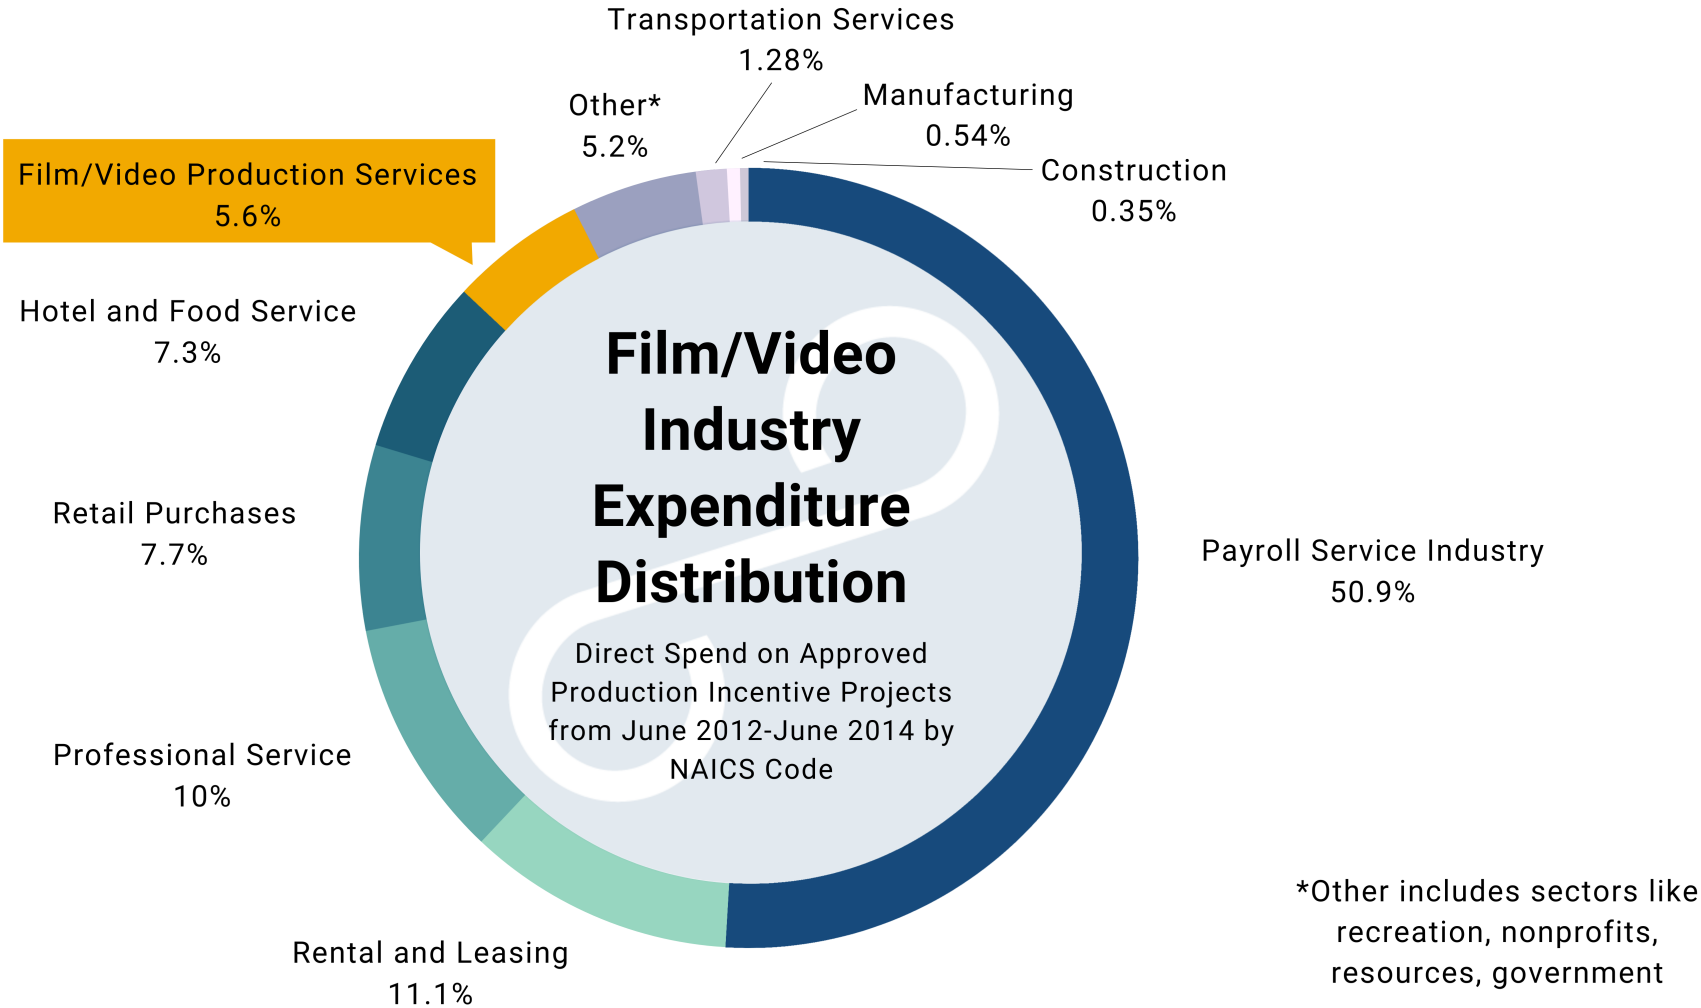 Transportation Services
1.28%
Manufacturing
0.54%
Other*
5.2%
Construction
0.35%
Film/Video Production Services
5.6%
Hotel and Food Service
7.3%
Retail Purchases
7.7%
Professional Service
10%
Rental and Leasing
11.1%
Payroll Service Industry
50.9%
Film/Video
Industry
Expenditure
Distribution
Direct Spend on Approved
Production Incentive Projects
from June 2012-June 2014 by
NAICS Code
*Other includes sectors like
recreation, nonprofits,
resources, government